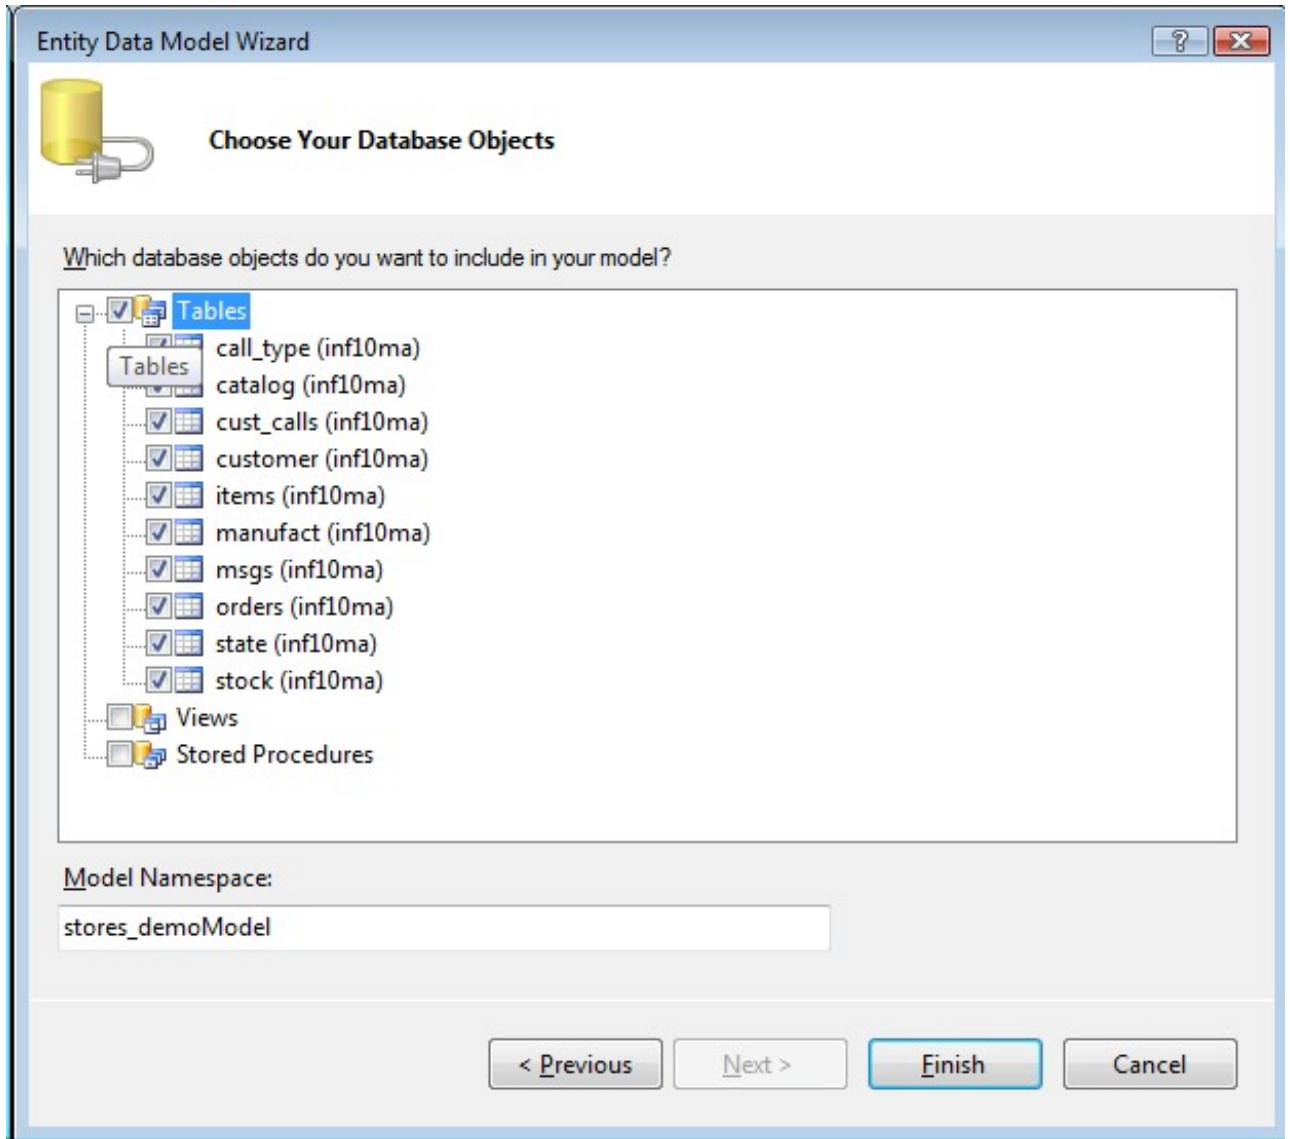 Entity Data Model Wizard
Choose Your Database Objects
Which database objects do you want to include in your model?
Tables
call_type (inf10ma)
Tables
catalog (inf10ma)
cust_calls (inf10ma)
customer (inf10ma)
items (inf10ma)
manufact (inf10ma)
msgs (inf10ma)
orders (inf10ma)
state (inf10ma)
stock (inf10ma)
Views
Stored Procedures
Model Namespace:
stores_demoModel
< Previous Next > Finish Cancel